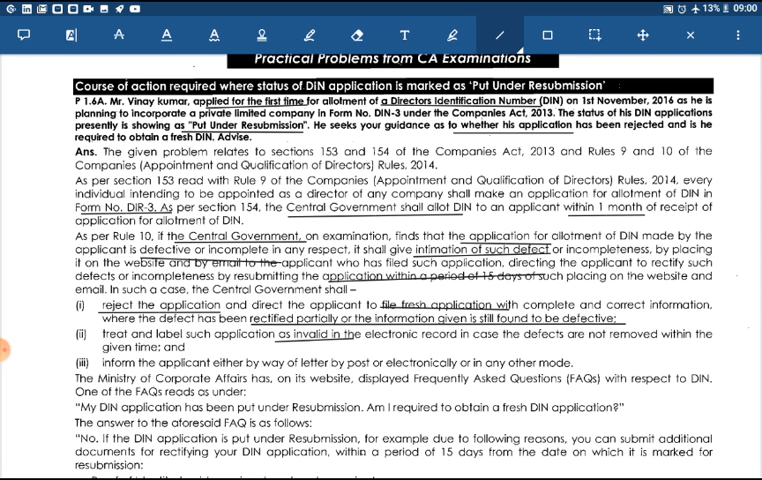 13% 09:00
Practical Problems from CA Examinations
Course of action required where status of DIN application is marked as 'Put Under Resubmission'
P 1.6A. Mr. Vinay kumar, applied for the first time for allotment of a Directors Identification Number (DIN) on 1st November, 2016 as he is
planning to incorporate a private limited company in Form No. DIN-3 under the Companies Act, 2013. The status of his DIN applications
presently is showing as "Put Under Resubmission". He seeks your guidance as to whether his application has been rejected and is he
required to obtain a fresh DIN. Advise.
Ans. The given problem relates to sections 153 and 154 of the Companies Act, 2013 and Rules 9 and 10 of the
Companies (Appointment and Qualification of Directors) Rules, 2014.
As per section 153 read with Rule 9 of the Companies (Appointment and Qualification of Directors) Rules, 2014, every
individual intending to be appointed as a director of any company shall make an application for allotment of DIN in
Form No. DIR-3. As per section 154, the Central Government shall allot DIN to an applicant within 1 month of receipt of
application for allotment of DIN.
As per Rule 10, if the Central Government, on examination, finds that the application for allotment of DIN made by the
applicant is defective or incomplete in any respect, it shall give intimation of such defect or incompleteness, by placing
it on the website and by email to the applicant who has filed such application, directing the applicant to rectify such
defects or incompleteness by resubmitting the application within a period of 15 days of such placing on the website and
email. In such a case, the Central Government shall –
(i) reject the application and direct the applicant to file fresh application with complete and correct information,
where the defect has been rectified partially or the information given is still found to be defective;
(ii) treat and label such application as invalid in the electronic record in case the defects are not removed within the
given time; and
(iii) inform the applicant either by way of letter by post or electronically or in any other mode.
The Ministry of Corporate Affairs has, on its website, displayed Frequently Asked Questions (FAQs) with respect to DIN.
One of the FAQs reads as under:
"My DIN application has been put under Resubmission. Am I required to obtain a fresh DIN application?"
The answer to the aforesaid FAQ is as follows:
"No. If the DIN application is put under Resubmission, for example due to following reasons, you can submit additional
documents for rectifying your DIN application, within a period of 15 days from the date on which it is marked for
resubmission: